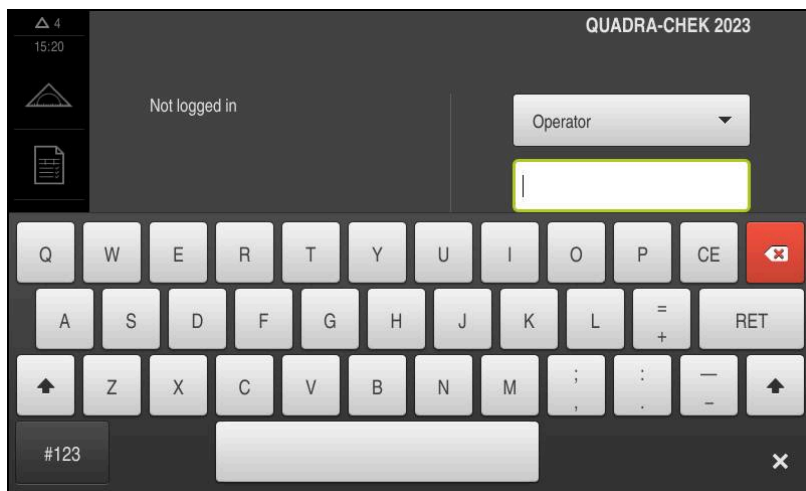 4
QUADRA-CHEK 2023
15:20
Not logged in
Operator
Q W E R T Y U I O P CE
A S D F G H J K L = + RET
Z X C V B N M ; , : . — –
#123